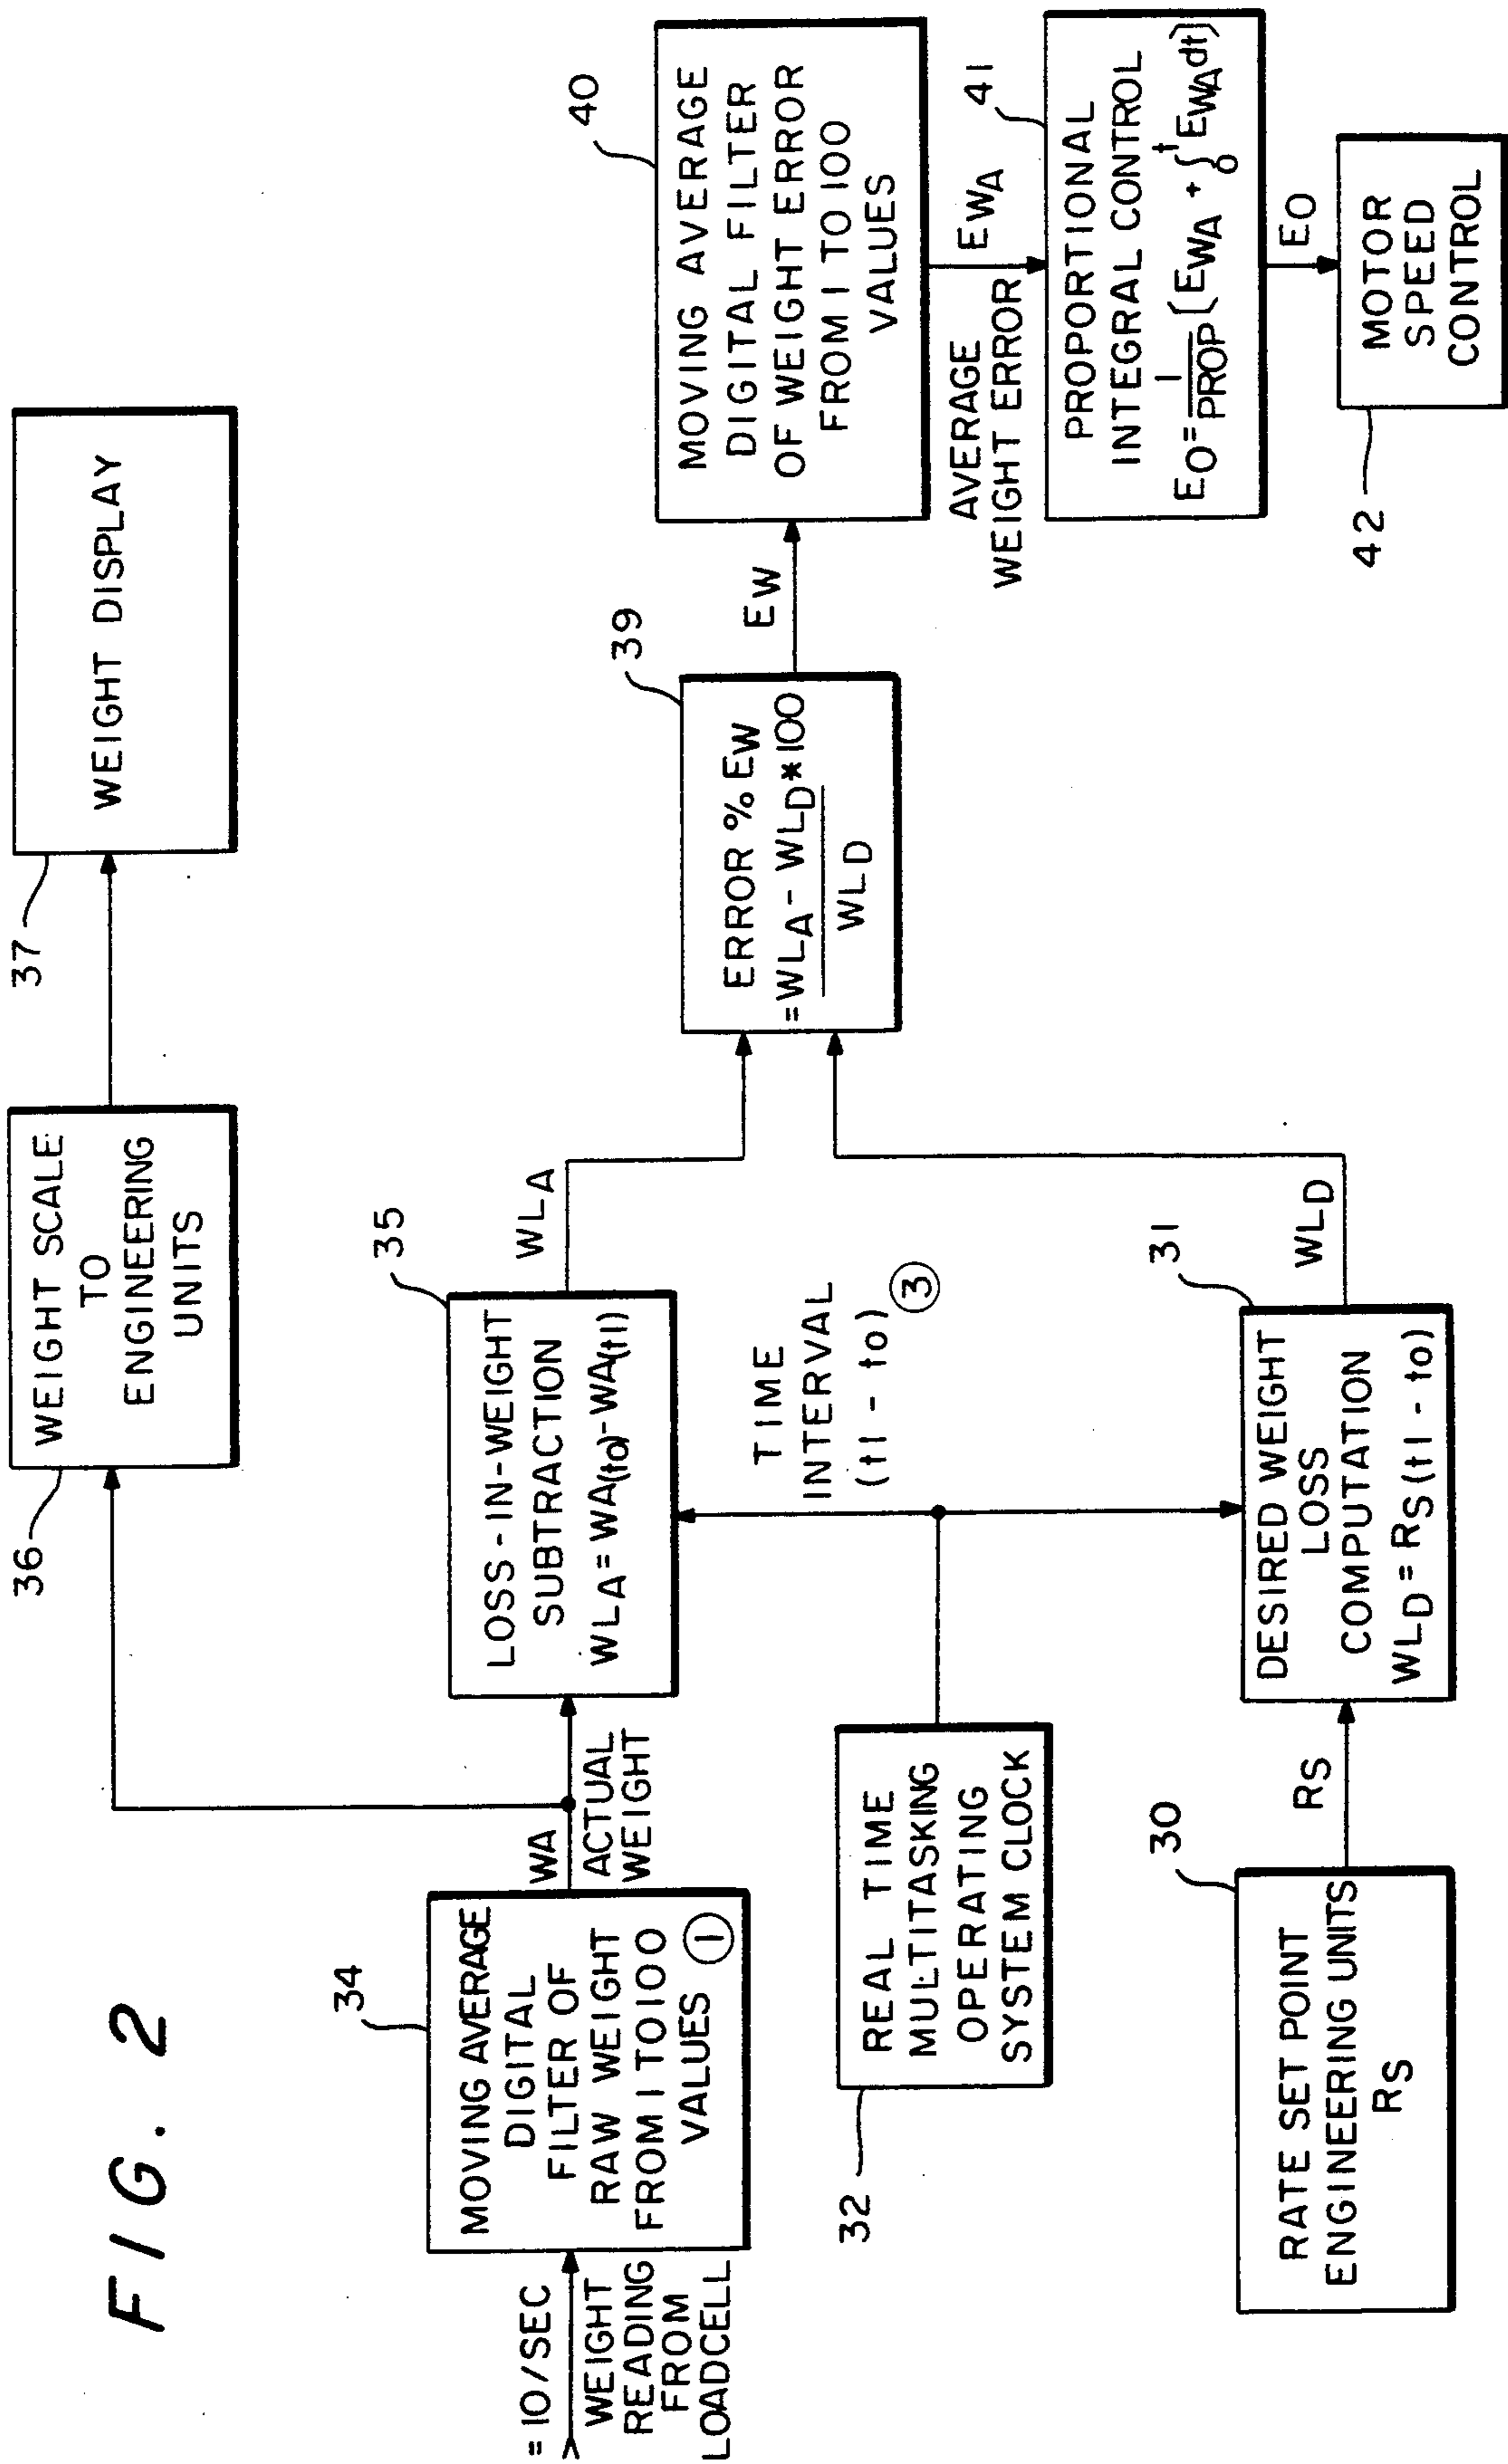 FIG. 2
36
WEIGHT SCALE
TO
ENGINEERING
UNITS
37
WEIGHT DISPLAY
= 10/SEC
WEIGHT
READING
FROM
LOADCELL
34
MOVING AVERAGE
DIGITAL
FILTER OF
RAW WEIGHT
FROM 1 TO 100
VALUES ①
WA
ACTUAL
WEIGHT
35
LOSS-IN-WEIGHT
SUBTRACTION
WLA = WA(to) - WA(t1)
WLA
32
REAL TIME
MULTITASKING
OPERATING
SYSTEM CLOCK
TIME
INTERVAL
(t1 - to) ③
30
RATE SET POINT
ENGINEERING UNITS
RS
RS
31
DESIRED WEIGHT
LOSS
COMPUTATION
WLD = RS (t1 - to)
WLD
39
ERROR % EW
= WLA - WLD * 100
WLD
EW
40
MOVING AVERAGE
DIGITAL FILTER
OF WEIGHT ERROR
FROM 1 TO 100
VALUES
AVERAGE
WEIGHT ERROR
EWA
41
PROPORTIONAL
INTEGRAL CONTROL
EO = 1/PROP (EWA + ∫₀ᵗ EWA dt)
EO
42
MOTOR
SPEED
CONTROL